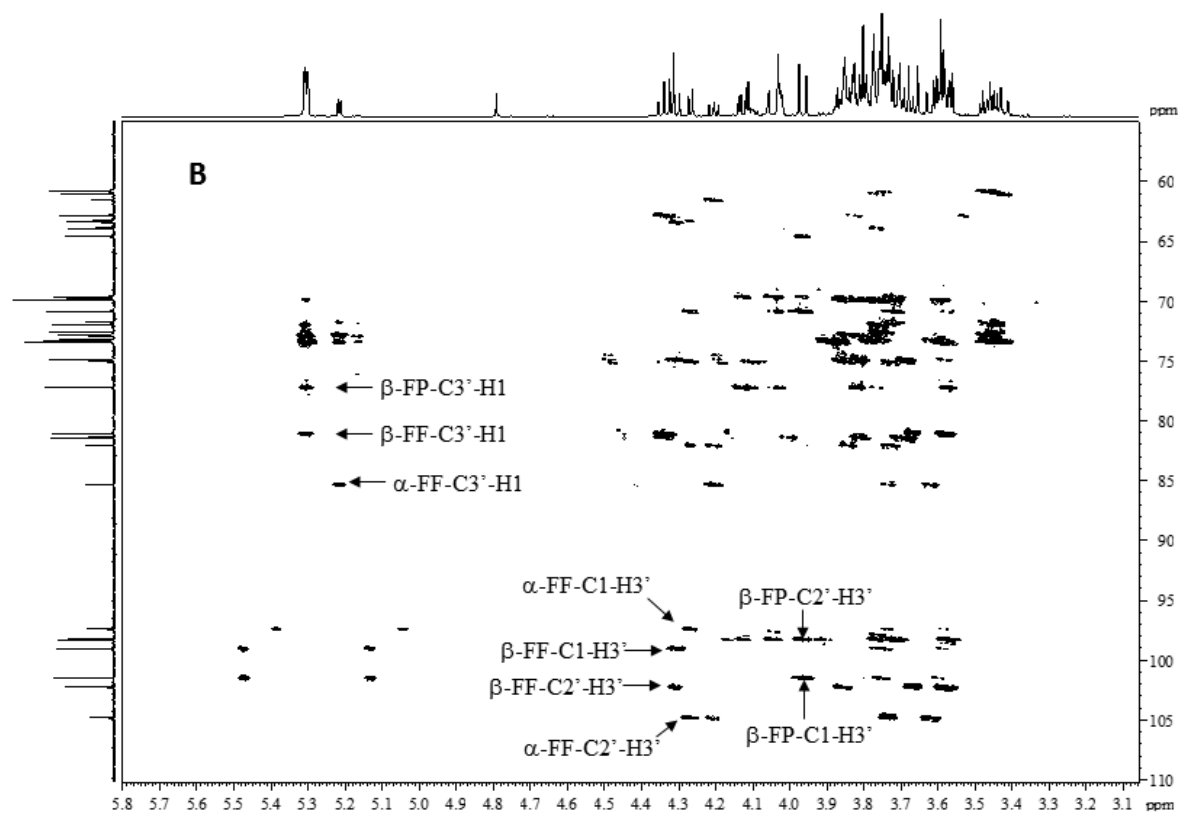 ppm
B
60
65
70
75
β-FP-C3’-H1
80
β-FF-C3’-H1
85
α-FF-C3’-H1
90
95
α-FF-C1-H3’
β-FP-C2’-H3’
β-FF-C1-H3’
100
β-FF-C2’-H3’
105
α-FF-C2’-H3’
β-FP-C1-H3’
110
5.8 5.7 5.6 5.5 5.4 5.3 5.2 5.1 5.0 4.9 4.8 4.7 4.6 4.5 4.4 4.3 4.2 4.1 4.0 3.9 3.8 3.7 3.6 3.5 3.4 3.3 3.2 3.1 ppm